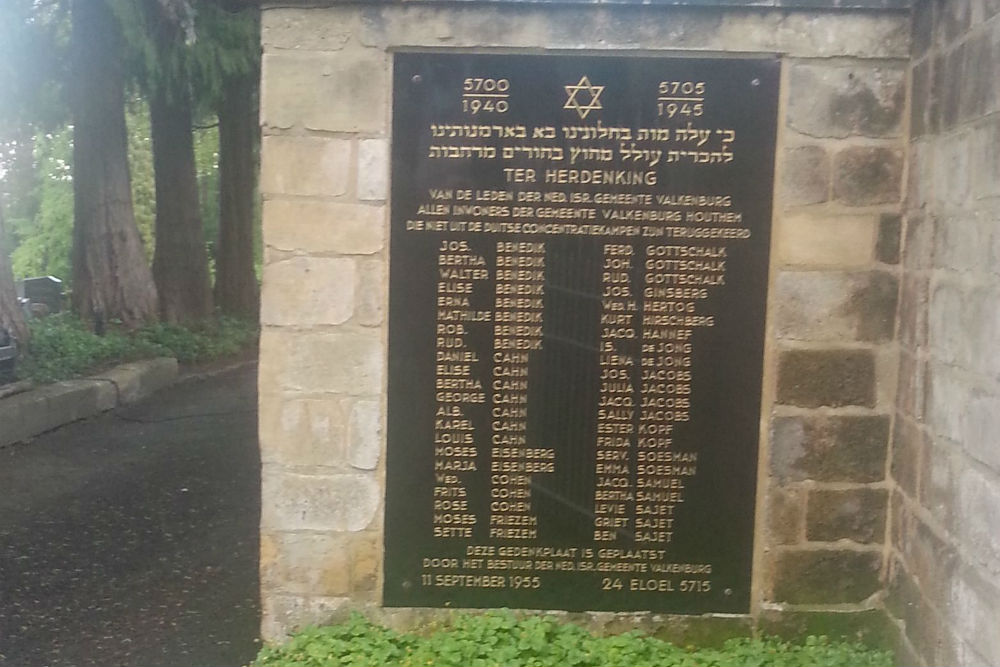 5700 5705
1940 1945
כי עלה מות בחלונינו בא בארמנותינו
להכרית עולל מחוץ בחורים מרחבות
TER HERDENKING
VAN DE LEDEN DER NED. ISR. GEMEENTE VALKENBURG
ALLEN INWONERS DER GEMEENTE VALKENBURG HOUTHEM
DIE NIET UIT DE DUITSE CONCENTRATIEKAMPEN ZIJN TERUGGEKEERD
JOS. BENEDIK
BERTHA BENEDIK
WALTER BENEDIK
ELISE BENEDIK
ERNA BENEDIK
MATHILDE BENEDIK
ROB. BENEDIK
RUD. BENEDIK
DANIEL CAHN
ELISE CAHN
BERTHA CAHN
GEORGE CAHN
ALB. CAHN
KAREL CAHN
LOUIS CAHN
MOSES EISENBERG
MARJA EISENBERG
WED. COHEN
FRITS COHEN
ROSE COHEN
MOSES FRIEZEM
SETTE FRIEZEM
FERD. GOTTSCHALK
JOH. GOTTSCHALK
RUD. GOTTSCHALK
JOS. GINSBERG
WED. H. HERTOG
KURT HIRSCHBERG
JACQ. HANNEF
IS. DE JONG
LIENA DE JONG
JOS. JACOBS
JULIA JACOBS
JACQ. JACOBS
SALLY JACOBS
ESTER KOPF
FRIDA KOPF
SERV. SOESMAN
EMMA SOESMAN
JACQ. SAMUEL
BERTHA SAMUEL
LEVIE SAJET
GRIET SAJET
BEN SAJET
DEZE GEDENKPLAAT IS GEPLAATST
DOOR HET BESTUUR DER NED. ISR. GEMEENTE VALKENBURG
11 SEPTEMBER 1955 24 ELOEL 5715